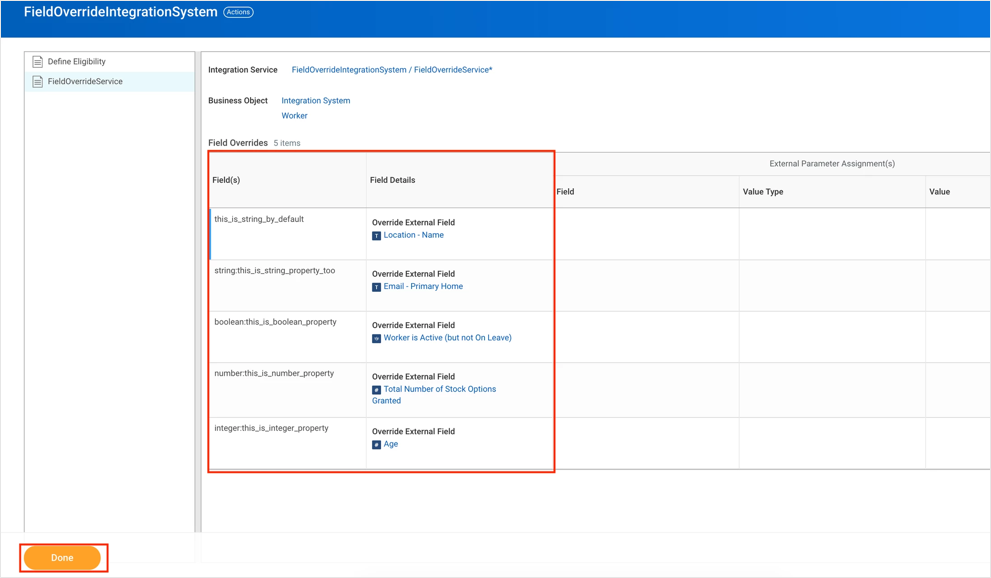 FieldOverrideIntegrationSystem Actions
Define Eligibility
FieldOverrideService
Integration Service FieldOverrideIntegrationSystem / FieldOverrideService*
Business Object Integration System
Worker
Field Overrides 5 items
External Parameter Assignment(s)
Field(s) Field Details Field Value Type Value
this_is_string_by_default Override External Field
T Location - Name
string:this_is_string_property_too Override External Field
T Email - Primary Home
boolean:this_is_boolean_property Override External Field
Worker is Active (but not On Leave)
number:this_is_number_property Override External Field
# Total Number of Stock Options
Granted
integer:this_is_integer_property Override External Field
# Age
Done